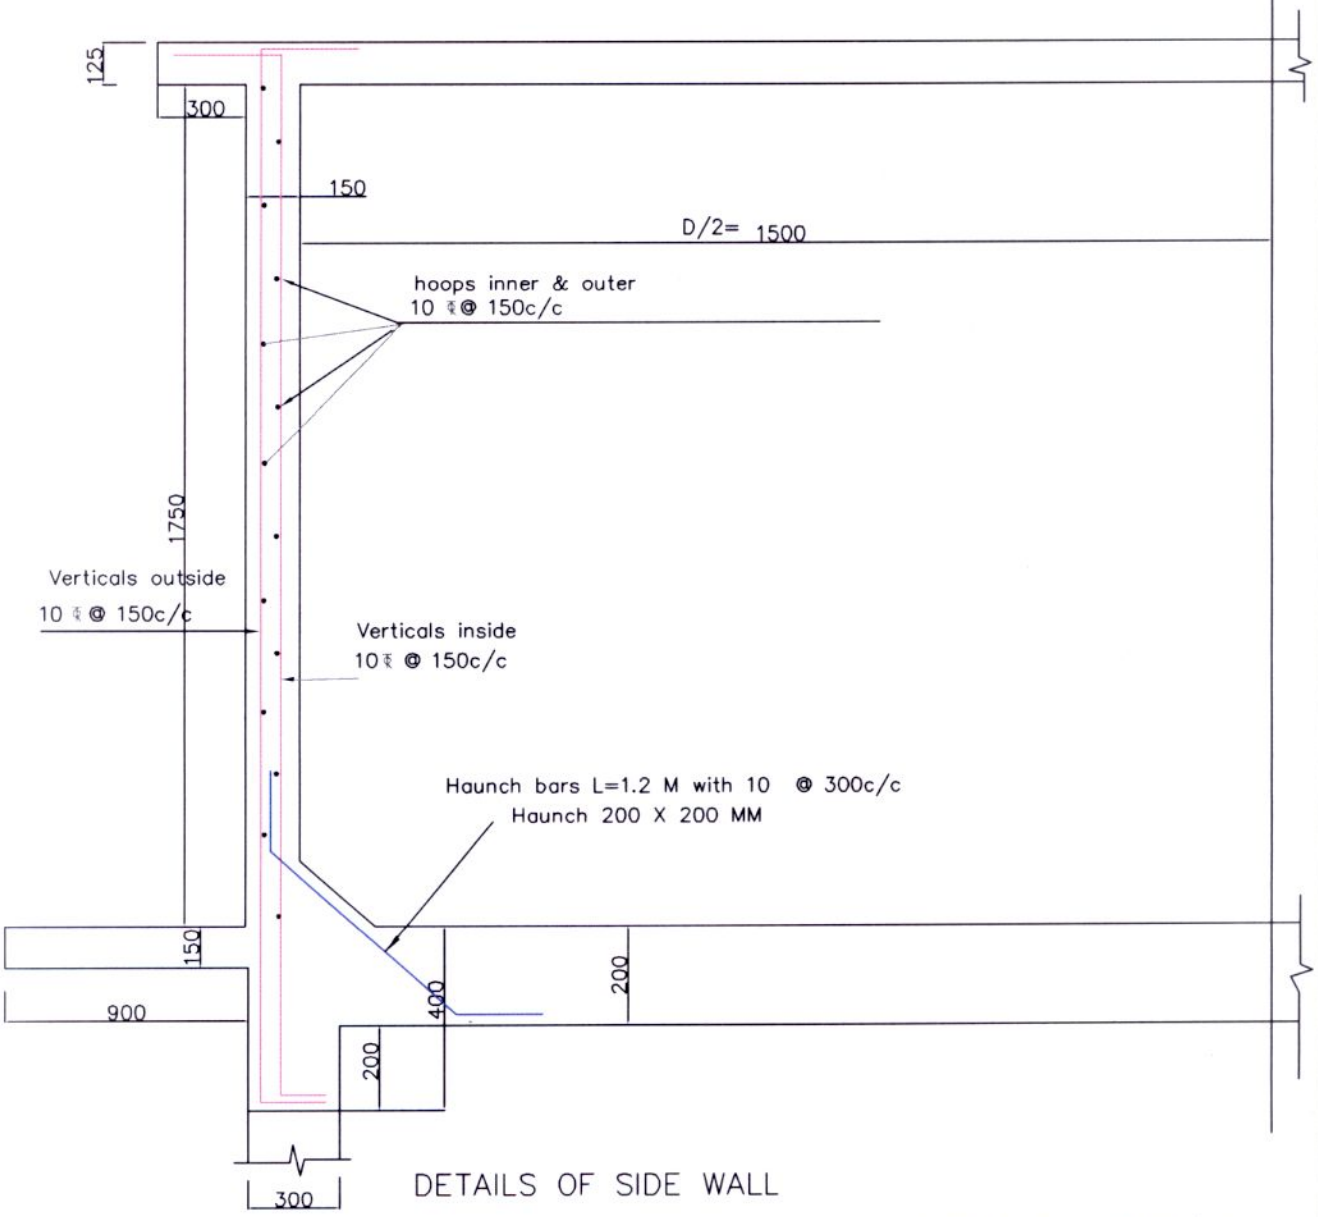 125
300
150
D/2= 1500
hoops inner & outer
10 @ 150c/c
1750
Verticals outside
10 @ 150c/c
Verticals inside
10 @ 150c/c
Haunch bars L=1.2 M with 10 @ 300c/c
Haunch 200 X 200 MM
150
900
400
200
200
DETAILS OF SIDE WALL
300